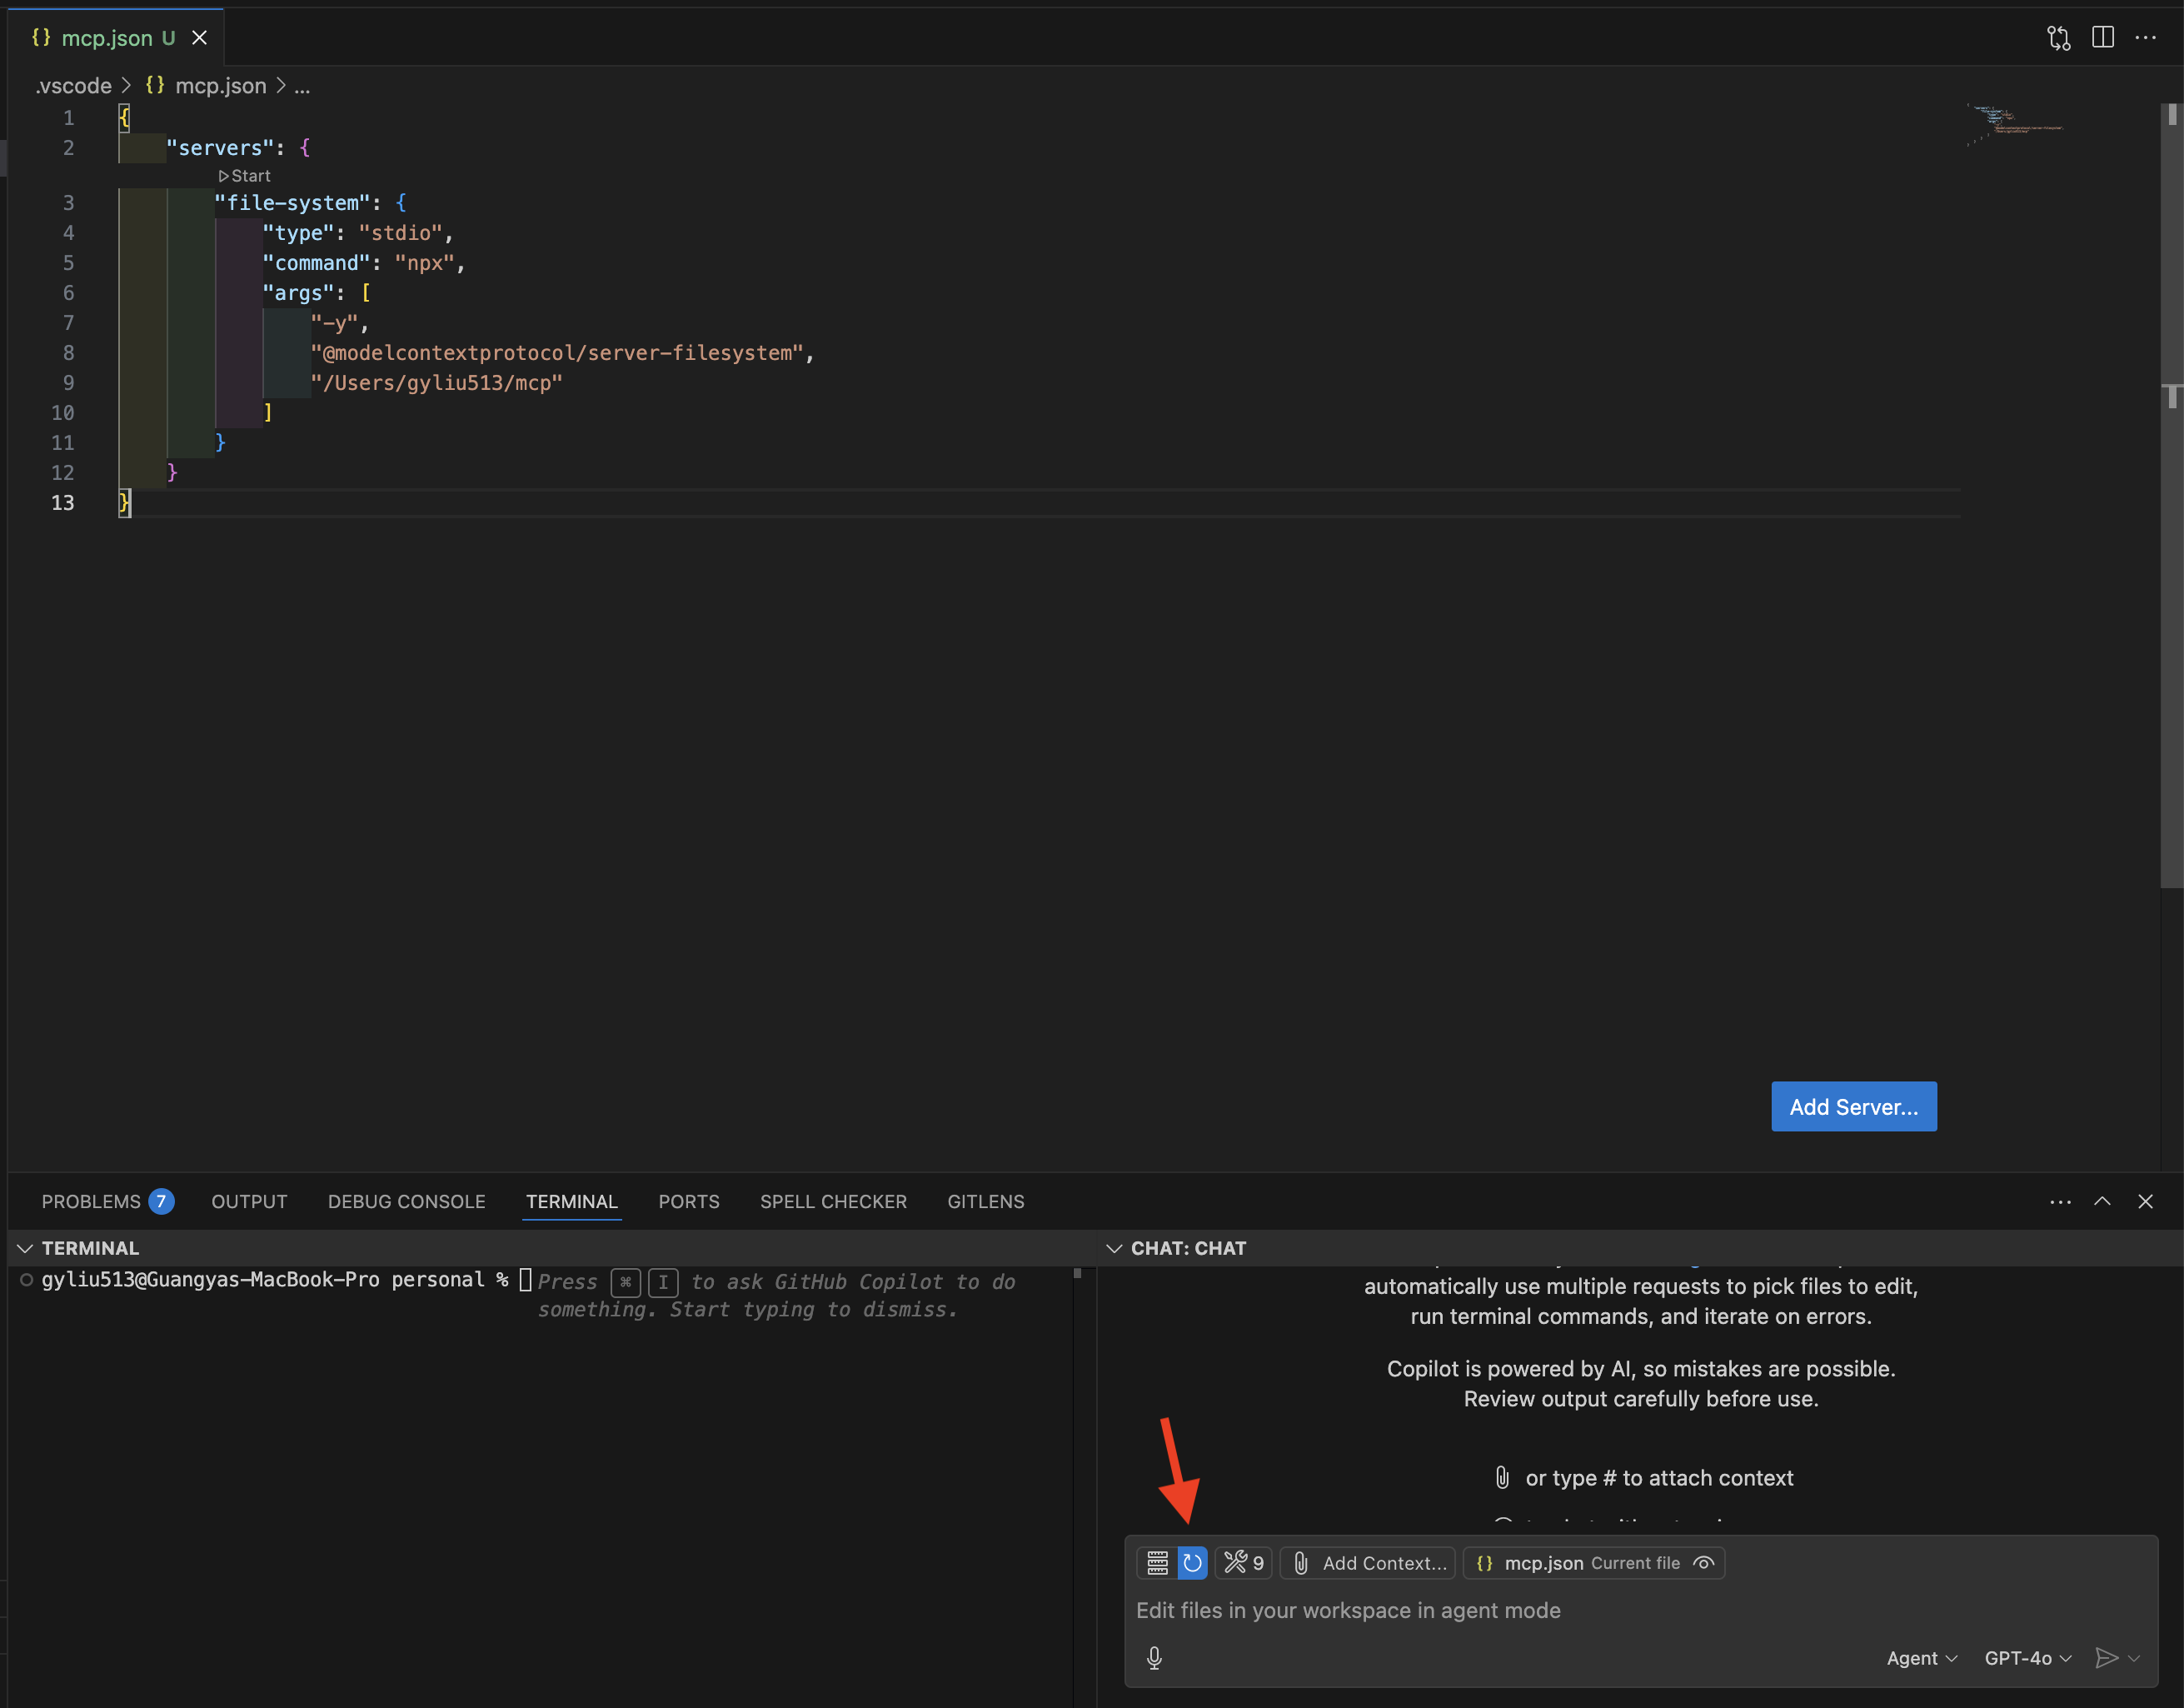 {} mcp.json U
.vscode > {} mcp.json > ...
1 {
2 "servers": {
Start
3 "file-system": {
4 "type": "stdio",
5 "command": "npx",
6 "args": [
7 "-y",
8 "@modelcontextprotocol/server-filesystem",
9 "/Users/gyliu513/mcp"
10 ]
11 }
12 }
13 }
Add Server...
PROBLEMS 7 OUTPUT DEBUG CONSOLE TERMINAL PORTS SPELL CHECKER GITLENS
TERMINAL
gyliu513@Guangyas-MacBook-Pro personal % Press ⌘ I to ask GitHub Copilot to do
something. Start typing to dismiss.
CHAT: CHAT
automatically use multiple requests to pick files to edit,
run terminal commands, and iterate on errors.
Copilot is powered by AI, so mistakes are possible.
Review output carefully before use.
or type # to attach context
9 Add Context... {} mcp.json Current file
Edit files in your workspace in agent mode
Agent GPT-4o